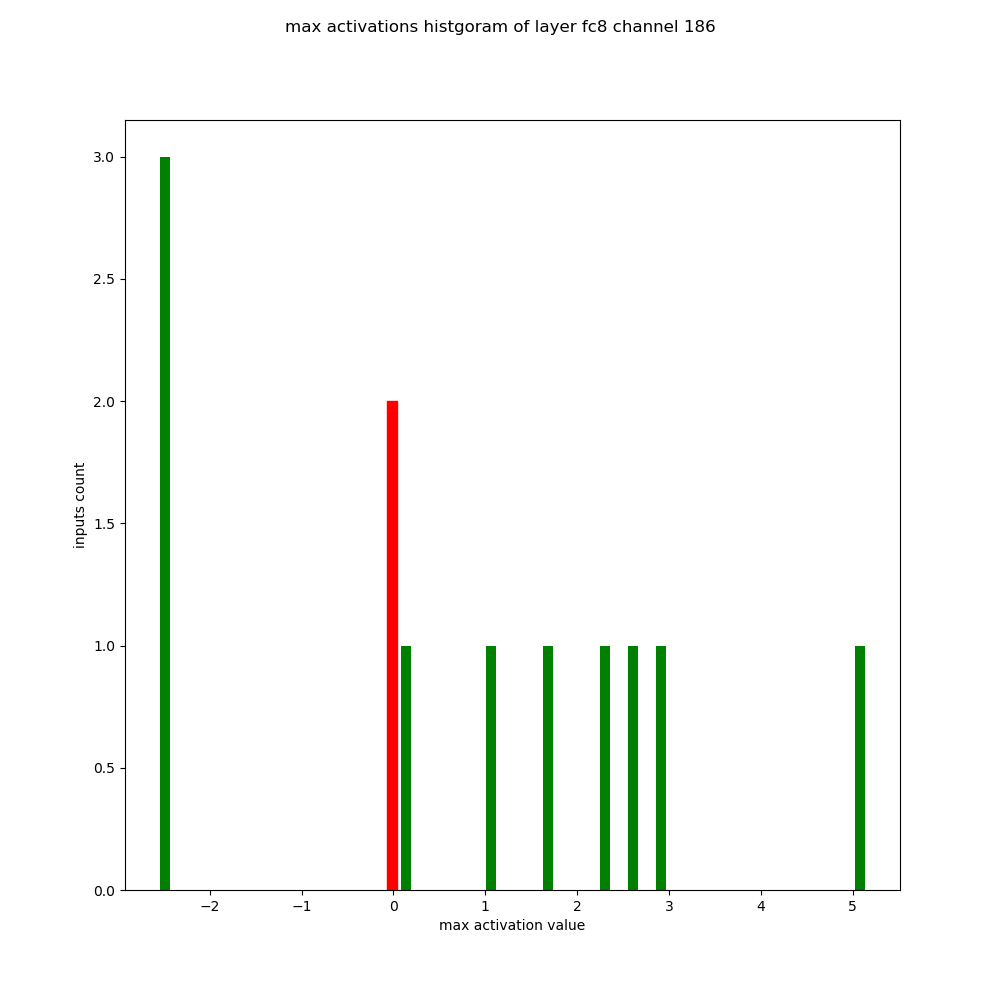 max activations histgoram of layer fc8 channel 186
3.0
2.5
2.0
1.5
1.0
0.5
0.0
inputs count
−2 −1 0 1 2 3 4 5
max activation value